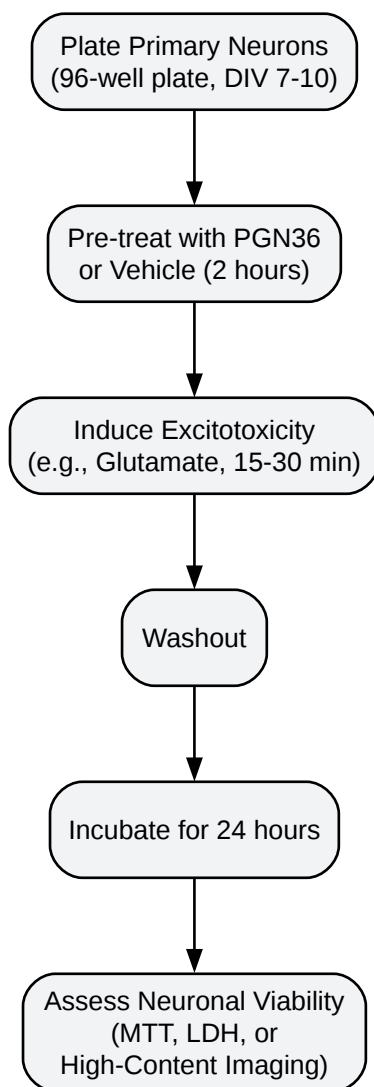 Plate Primary Neurons
(96-well plate, DIV 7-10)
Pre-treat with PGN36
or Vehicle (2 hours)
Induce Excitotoxicity
(e.g., Glutamate, 15-30 min)
Washout
Incubate for 24 hours
Assess Neuronal Viability
(MTT, LDH, or
High-Content Imaging)